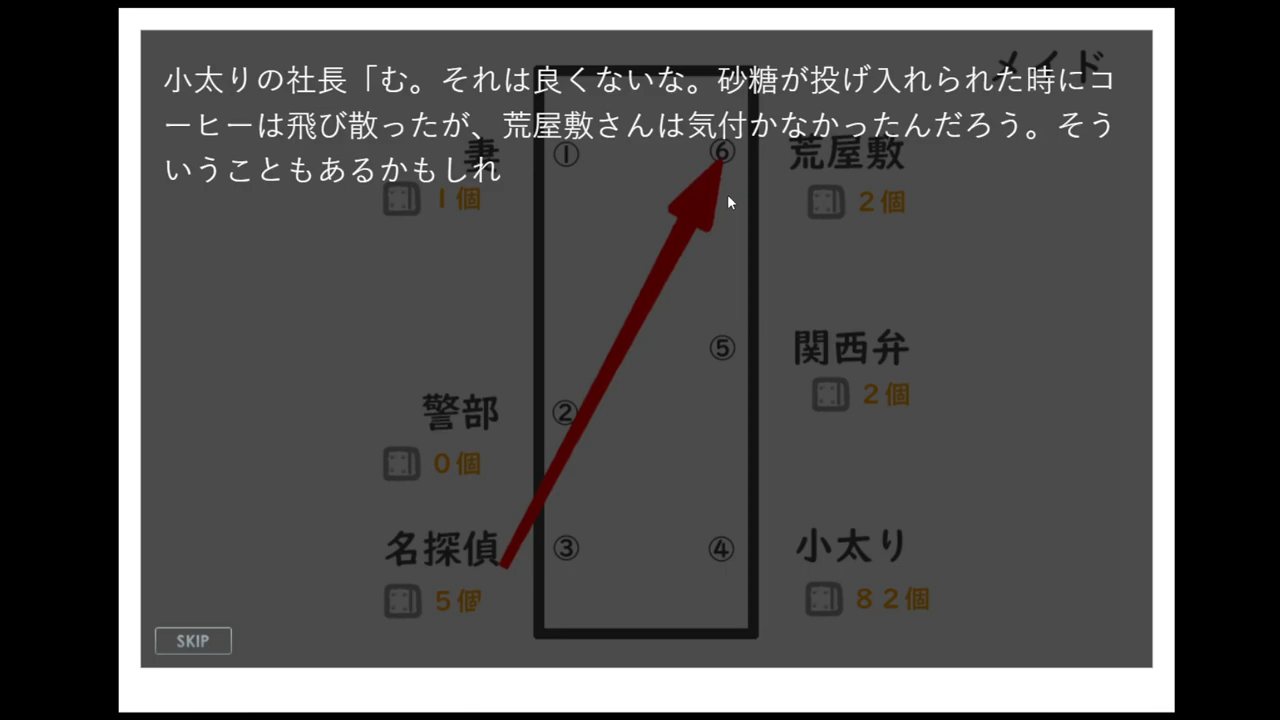 小太りの社長「む。それは良くないな。砂糖が投げ入れられた時にコ
ーヒーは飛び散ったが、荒屋敷さんは気付かなかったんだろう。そう
いうこともあるかもしれ
メイド
妻
①
⑥
荒屋敷
1個
2個
⑤
関西弁
2個
警部
②
0個
名探偵
③
④
小太り
5個
82個
SKIP